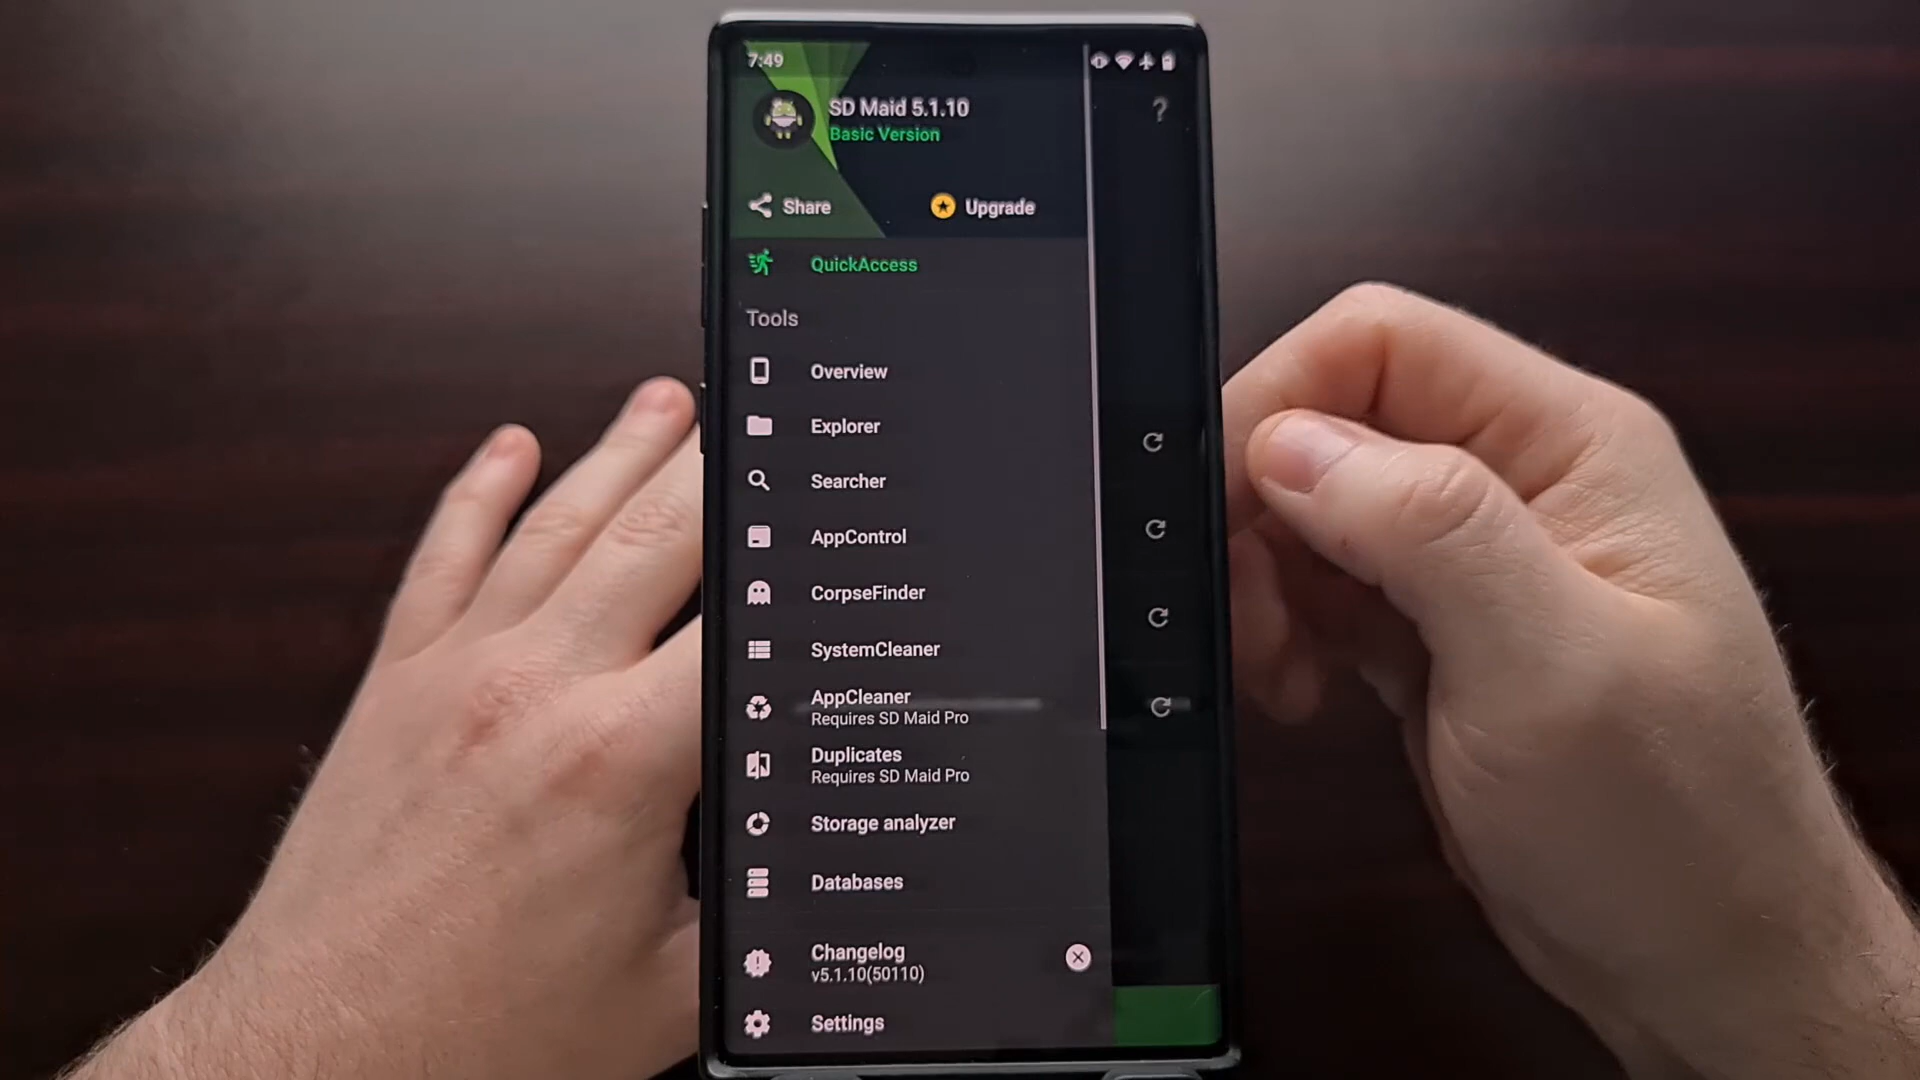 7:49
SD Maid 5.1.10
Basic Version
?
Share
Upgrade
QuickAccess
Tools
Overview
Explorer
Searcher
AppControl
CorpseFinder
SystemCleaner
AppCleaner
Requires SD Maid Pro
Duplicates
Requires SD Maid Pro
Storage analyzer
Databases
Changelog
v5.1.10(50110)
Settings